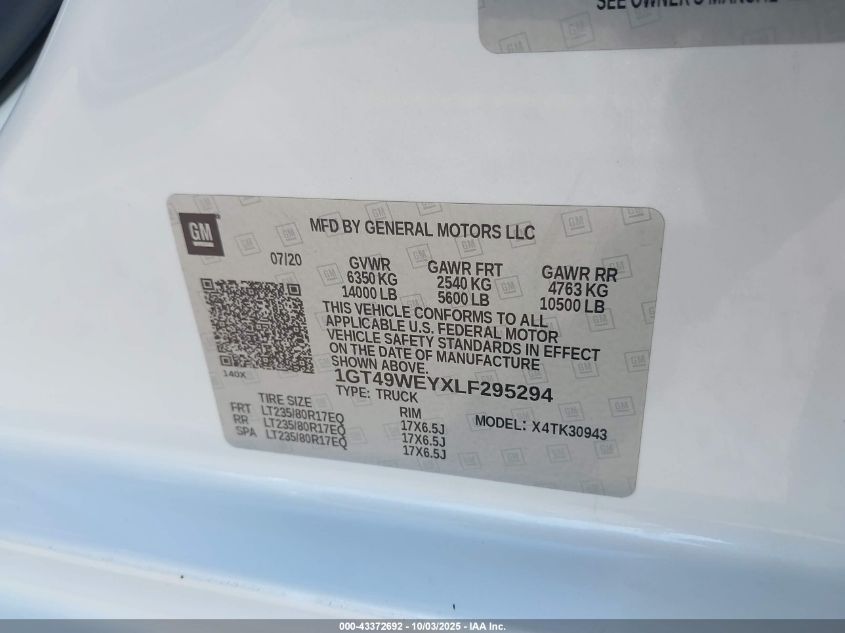 SEE OWNER'S MANUAL
GM
MFD BY GENERAL MOTORS LLC
07/20
GVWR
6350 KG
14000 LB
GAWR FRT
2540 KG
5600 LB
GAWR RR
4763 KG
10500 LB
THIS VEHICLE CONFORMS TO ALL
APPLICABLE U.S. FEDERAL MOTOR
VEHICLE SAFETY STANDARDS IN EFFECT
ON THE DATE OF MANUFACTURE
SHOWN ABOVE.
140X
1GT49WEYXLF295294
TYPE: TRUCK
TIRE SIZE RIM
FRT LT235/80R17EQ 17X6.5J
RR LT235/80R17EQ 17X6.5J
SPA LT235/80R17EQ 17X6.5J
MODEL: X4TK30943
000-43372692 - 10/03/2025 - IAA Inc.